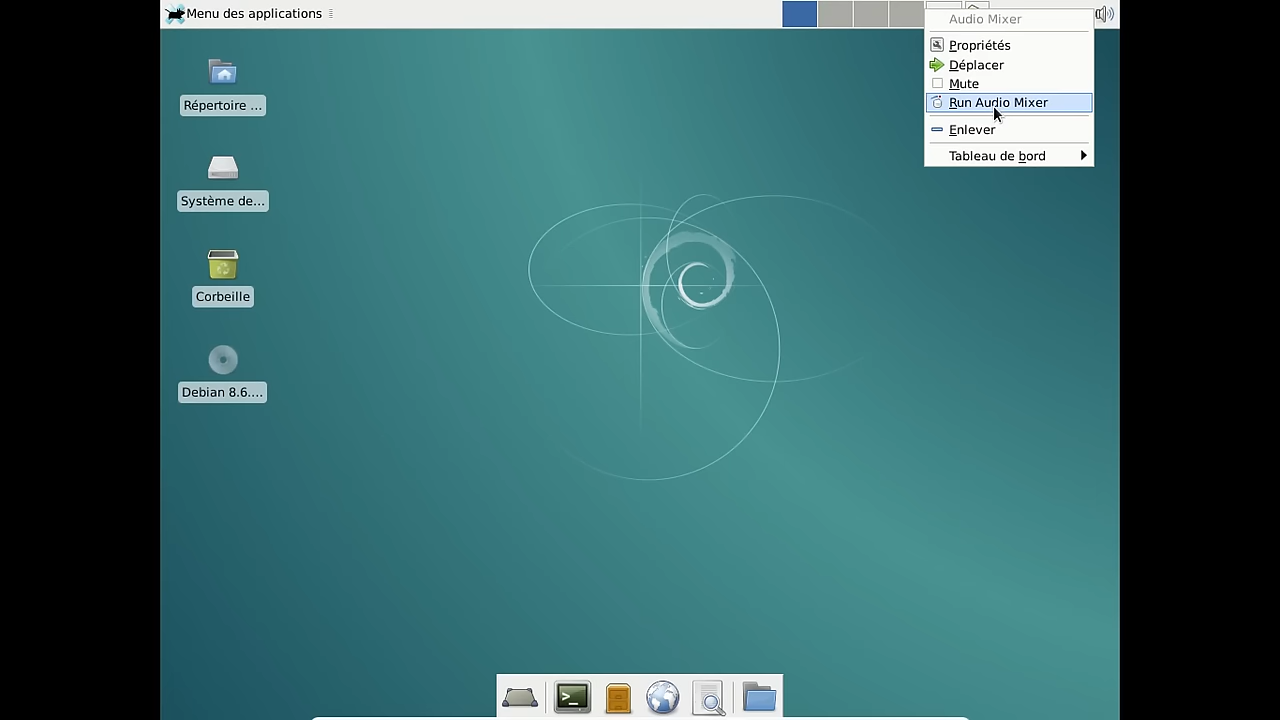 Menu des applications
Audio Mixer
Propriétés
Déplacer
Mute
Run Audio Mixer
Enlever
Tableau de bord
Répertoire ...
Système de...
Corbeille
Debian 8.6....
>_